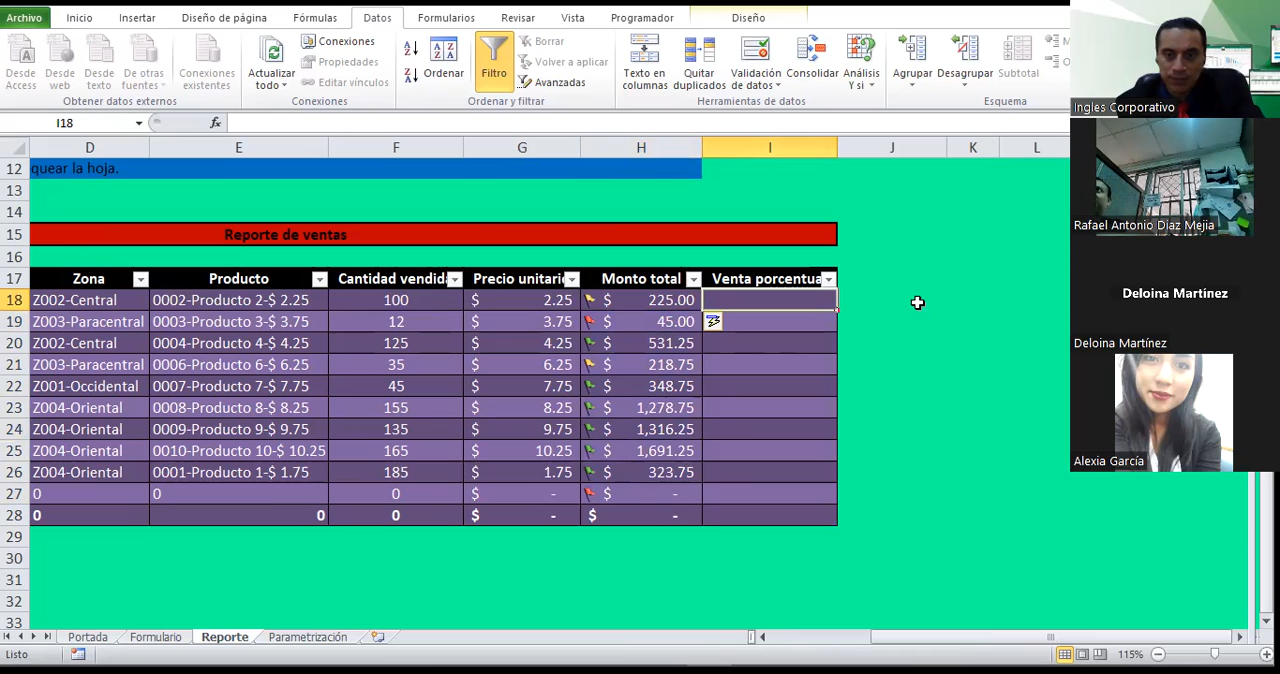 Archivo Inicio Insertar Diseño de página Fórmulas Datos Formularios Revisar Vista Programador Diseño
Desde Access Desde web Desde texto De otras fuentes Conexiones existentes
Obtener datos externos
Actualizar todo Conexiones Propiedades Editar vínculos
Conexiones
Ordenar Filtro Borrar Volver a aplicar Avanzadas
Ordenar y filtrar
Texto en columnas Quitar duplicados Validación de datos Consolidar Análisis Y si
Herramientas de datos
Agrupar Desagrupar Subtotal
Esquema
I18 fx
D E F G H I J K L
12 quear la hoja.
13
14
15 Reporte de ventas
16
17 Zona Producto Cantidad vendida Precio unitario Monto total Venta porcentua
18 Z002-Central 0002-Producto 2-$ 2.25 100 $ 2.25 $ 225.00
19 Z003-Paracentral 0003-Producto 3-$ 3.75 12 $ 3.75 $ 45.00
20 Z002-Central 0004-Producto 4-$ 4.25 125 $ 4.25 $ 531.25
21 Z003-Paracentral 0006-Producto 6-$ 6.25 35 $ 6.25 $ 218.75
22 Z001-Occidental 0007-Producto 7-$ 7.75 45 $ 7.75 $ 348.75
23 Z004-Oriental 0008-Producto 8-$ 8.25 155 $ 8.25 $ 1,278.75
24 Z004-Oriental 0009-Producto 9-$ 9.75 135 $ 9.75 $ 1,316.25
25 Z004-Oriental 0010-Producto 10-$ 10.25 165 $ 10.25 $ 1,691.25
26 Z004-Oriental 0001-Producto 1-$ 1.75 185 $ 1.75 $ 323.75
27 0 0 0 $ - $ -
28 0 0 0 $ - $ -
29
30
31
32
33
Portada Formulario Reporte Parametrización
Listo 115%
Ingles Corporativo
Rafael Antonio Diaz Mejia
Deloina Martínez
Deloina Martínez
Alexia García